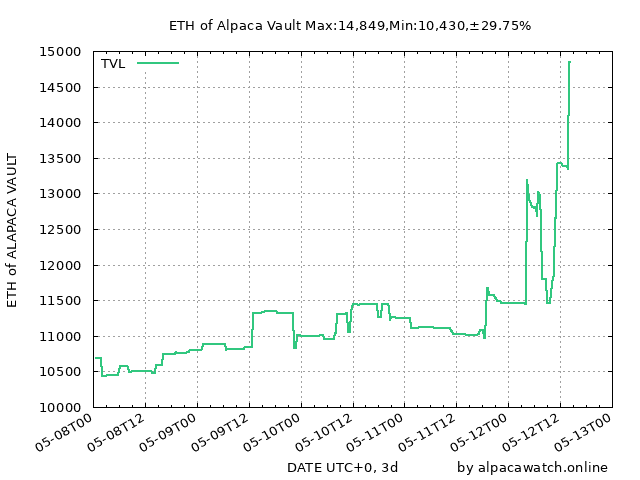 ETH of Alpaca Vault Max:14,849,Min:10,430,±29.75%
TVL
15000
14500
14000
13500
13000
12500
12000
11500
11000
10500
10000
ETH of ALAPACA VAULT
05-08T00
05-08T12
05-09T00
05-09T12
05-10T00
05-10T12
05-11T00
05-11T12
05-12T00
05-12T12
05-13T00
DATE UTC+0, 3d
by alpacawatch.online